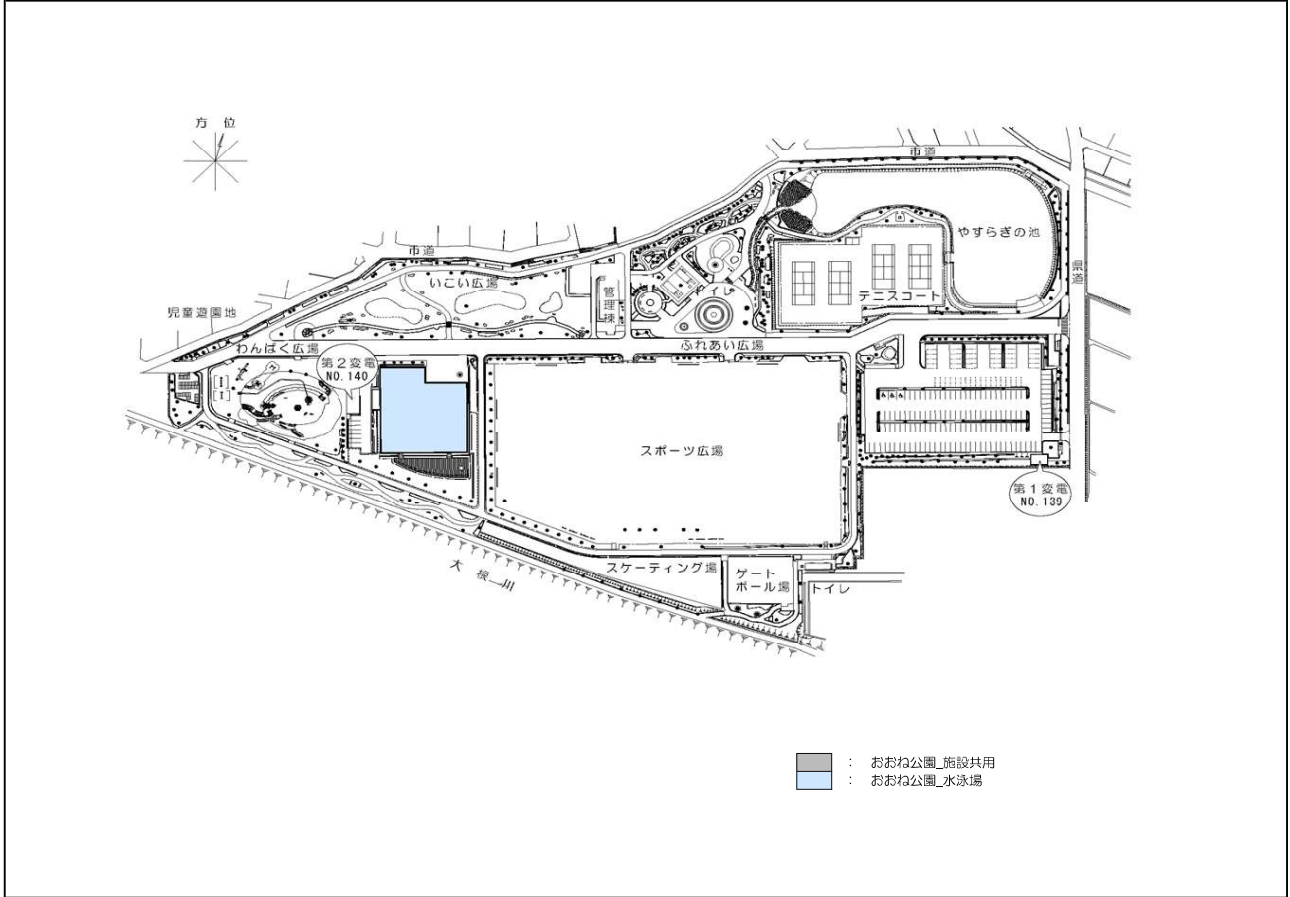 方 位
市道
やすらぎの池
市道
県道
いこい広場
管理棟
トイレ
テニスコート
児童遊園地
わんぱく広場
ふれあい広場
第2変電
NO.140
スポーツ広場
第1変電
NO.139
スケーティング場
ゲート
ボール場
トイレ
大根川
： おおね公園_施設共用
： おおね公園_水泳場